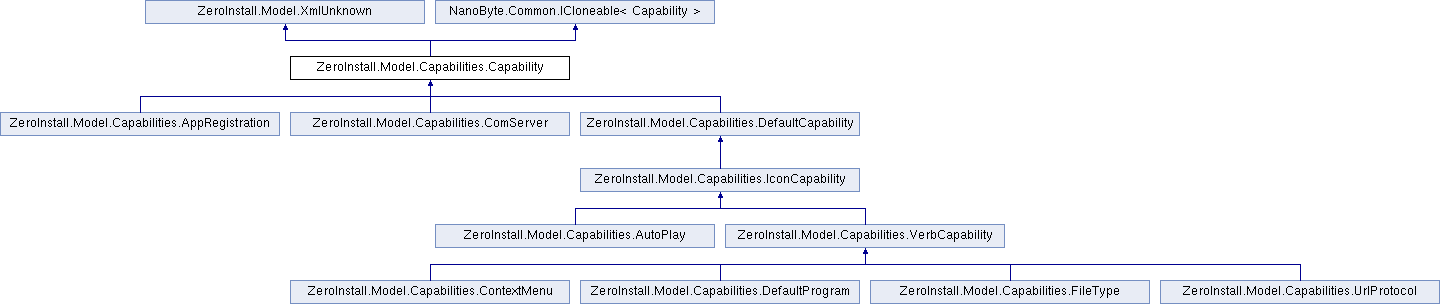 ZeroInstall.Model.XmlUnknown
NanoByte.Common.ICloneable< Capability >
ZeroInstall.Model.Capabilities.Capability
ZeroInstall.Model.Capabilities.AppRegistration
ZeroInstall.Model.Capabilities.ComServer
ZeroInstall.Model.Capabilities.DefaultCapability
ZeroInstall.Model.Capabilities.IconCapability
ZeroInstall.Model.Capabilities.AutoPlay
ZeroInstall.Model.Capabilities.VerbCapability
ZeroInstall.Model.Capabilities.ContextMenu
ZeroInstall.Model.Capabilities.DefaultProgram
ZeroInstall.Model.Capabilities.FileType
ZeroInstall.Model.Capabilities.UrlProtocol